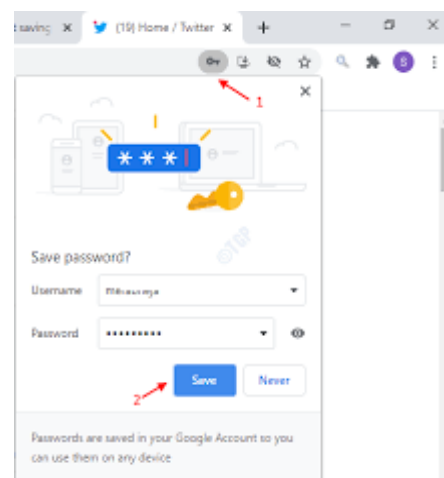 saving
(19) Home / Twitter
S
1
***
©TGP
Save password?
Username
Password
2
Save Never
Passwords are saved in your Google Account so you
can use them on any device